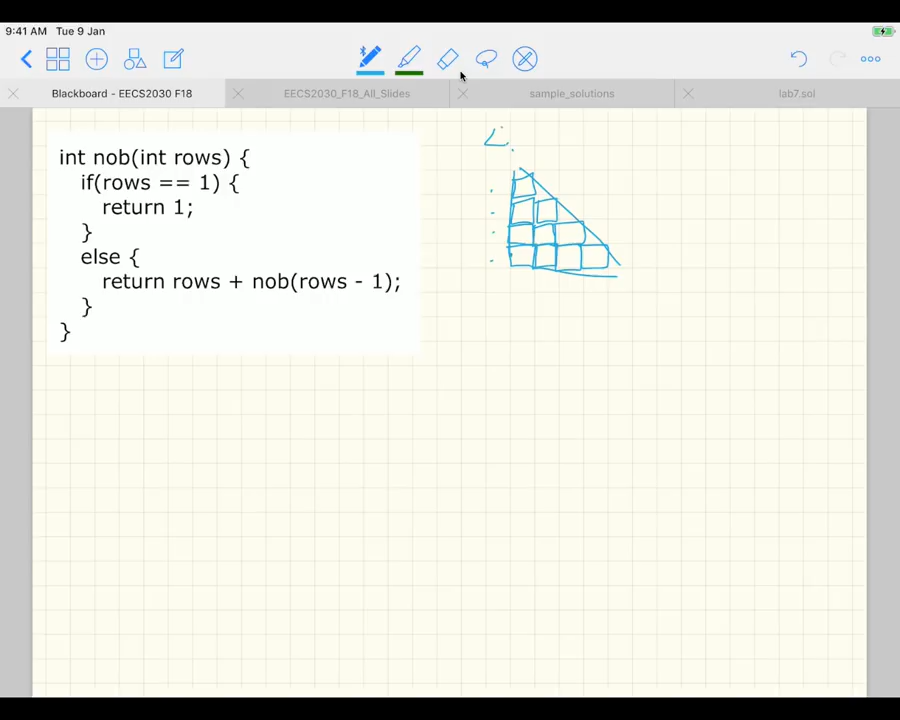 9:41 AM Tue 9 Jan
Blackboard - EECS2030 F18
EECS2030_F18_All_Slides
sample_solutions
lab7.sol
int nob(int rows) {
if(rows == 1) {
return 1;
}
else {
return rows + nob(rows - 1);
}
}